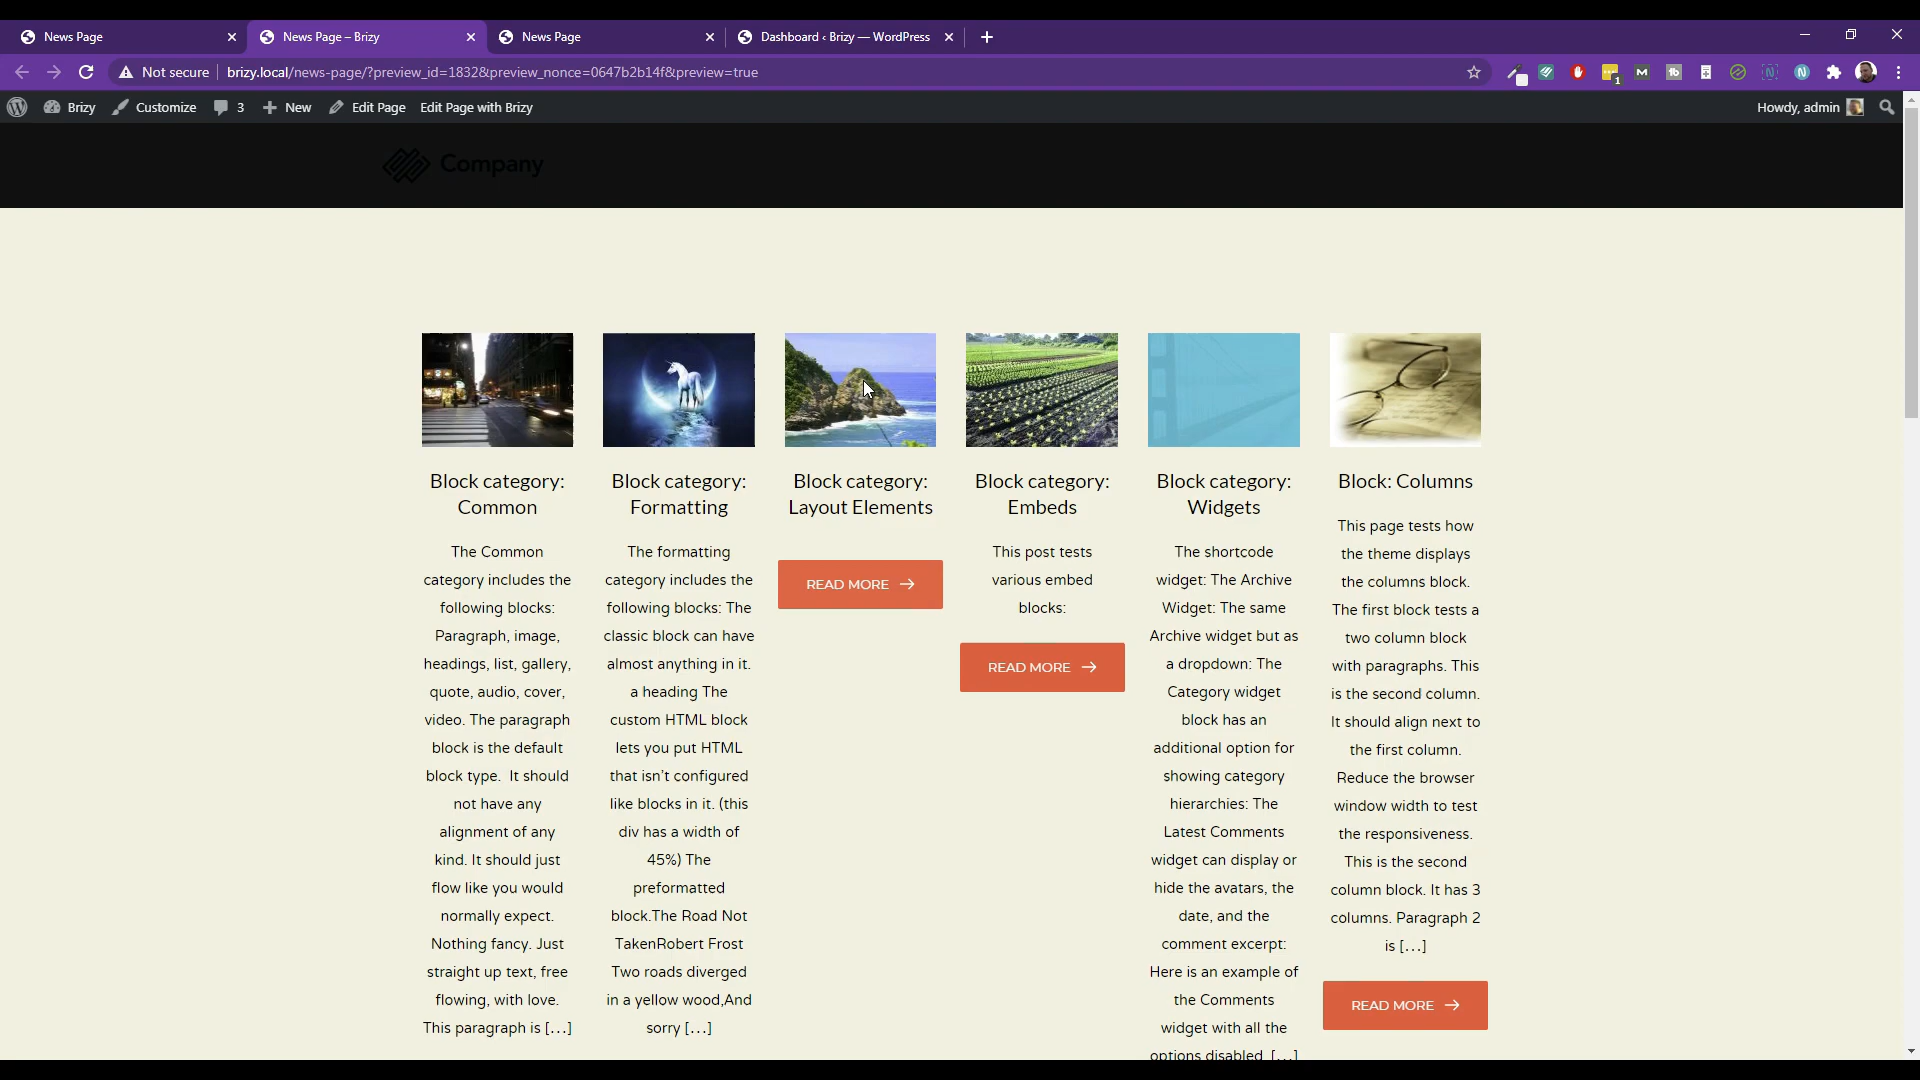 News Page
News Page – Brizy
News Page
Dashboard ‹ Brizy — WordPress
Not secure
brizy.local/news-page/?preview_id=1832&preview_nonce=0647b2b14f&preview=true
Brizy
Customize
3
New
Edit Page
Edit Page with Brizy
Howdy, admin
Company
Block category:
Common
The Common
category includes the
following blocks:
Paragraph, image,
headings, list, gallery,
quote, audio, cover,
video. The paragraph
block is the default
block type.  It should
not have any
alignment of any
kind. It should just
flow like you would
normally expect.
Nothing fancy. Just
straight up text, free
flowing, with love.
This paragraph is […]
Block category:
Formatting
The formatting
category includes the
following blocks: The
classic block can have
almost anything in it.
a heading The
custom HTML block
lets you put HTML
that isn’t configured
like blocks in it. (this
div has a width of
45%) The
preformatted
block.The Road Not
TakenRobert Frost
Two roads diverged
in a yellow wood,And
sorry […]
Block category:
Layout Elements
READ MORE
Block category:
Embeds
This post tests
various embed
blocks:
READ MORE
Block category:
Widgets
The shortcode
widget: The Archive
Widget: The same
Archive widget but as
a dropdown: The
Category widget
block has an
additional option for
showing category
hierarchies: The
Latest Comments
widget can display or
hide the avatars, the
date, and the
comment excerpt:
Here is an example of
the Comments
widget with all the
options disabled. […]
Block: Columns
This page tests how
the theme displays
the columns block.
The first block tests a
two column block
with paragraphs. This
is the second column.
It should align next to
the first column.
Reduce the browser
window width to test
the responsiveness.
This is the second
column block. It has 3
columns. Paragraph 2
is […]
READ MORE